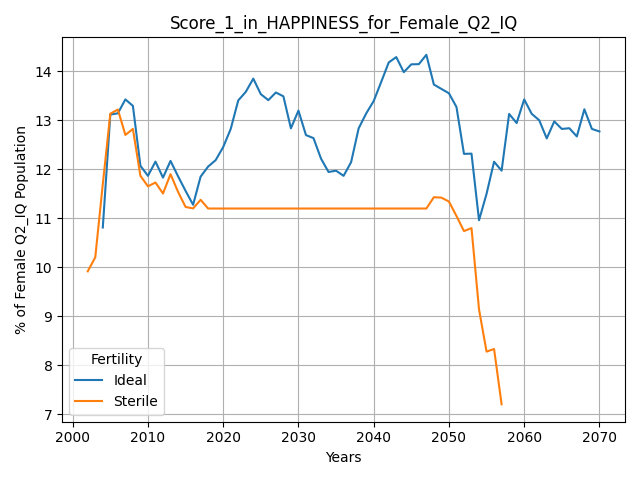 Score_1_in_HAPPINESS_for_Female_Q2_IQ
% of Female Q2_IQ Population
14
13
12
11
10
9
8
7
Fertility
Ideal
Sterile
2000 2010 2020 2030 2040 2050 2060 2070
Years